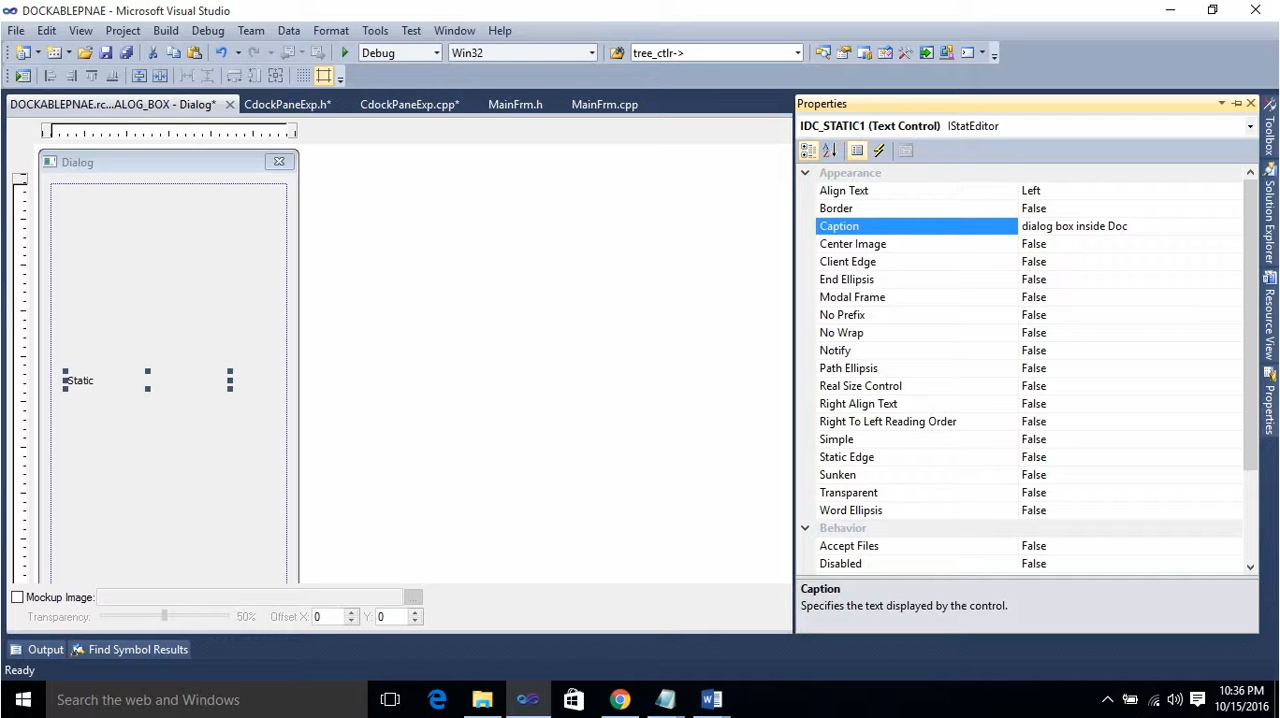 DOCKABLEPNAE - Microsoft Visual Studio
File Edit View Project Build Debug Team Data Format Tools Test Window Help
Debug Win32 tree_ctlr->
DOCKABLEPNAE.rc...ALOG_BOX - Dialog* CdockPaneExp.h* CdockPaneExp.cpp* MainFrm.h MainFrm.cpp
Dialog
Static
Mockup Image: ...
Transparency: 50% Offset X: 0 Y: 0
Properties
IDC_STATIC1 (Text Control) IStatEditor
Appearance
Align Text Left
Border False
Caption dialog box inside Doc
Center Image False
Client Edge False
End Ellipsis False
Modal Frame False
No Prefix False
No Wrap False
Notify False
Path Ellipsis False
Real Size Control False
Right Align Text False
Right To Left Reading Order False
Simple False
Static Edge False
Sunken False
Transparent False
Word Ellipsis False
Behavior
Accept Files False
Disabled False
Caption
Specifies the text displayed by the control.
Toolbox
Solution Explorer
Resource View
Properties
Output Find Symbol Results
Ready
Search the web and Windows
10:36 PM
10/15/2016